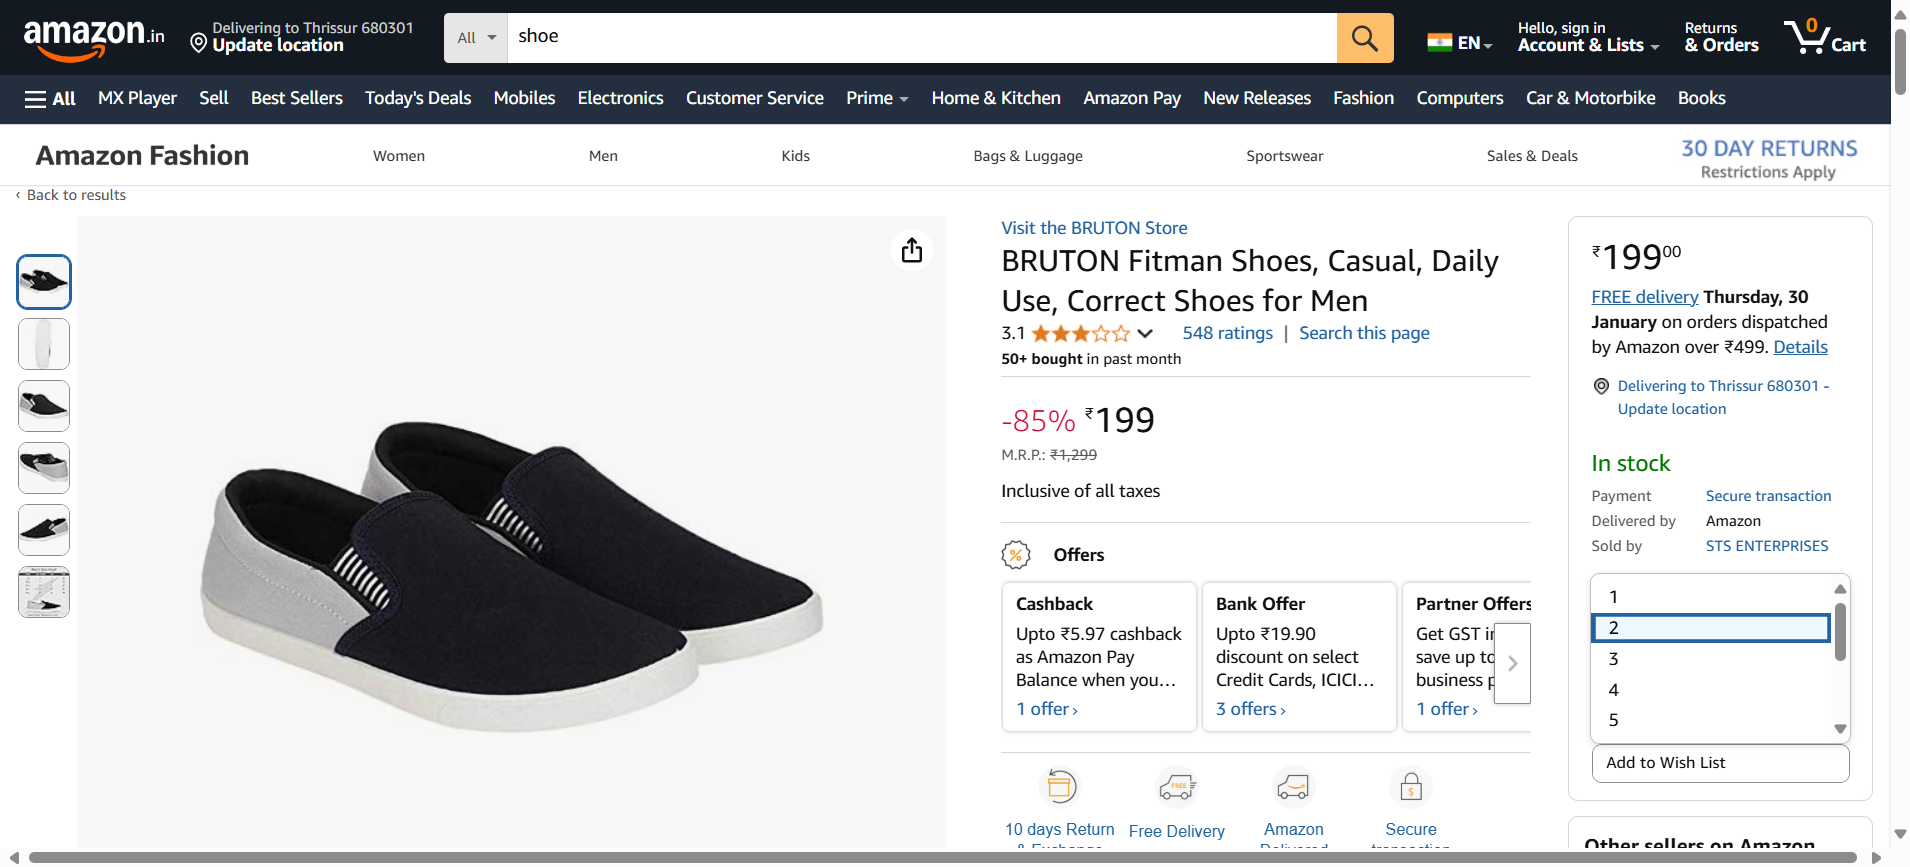 amazon.in
Delivering to Thrissur 680301
Update location
All
shoe
EN
Hello, sign in
Account & Lists
Returns
& Orders
0
Cart
All
MX Player
Sell
Best Sellers
Today's Deals
Mobiles
Electronics
Customer Service
Prime
Home & Kitchen
Amazon Pay
New Releases
Fashion
Computers
Car & Motorbike
Books
Amazon Fashion
Women
Men
Kids
Bags & Luggage
Sportswear
Sales & Deals
30 DAY RETURNS
Restrictions Apply
‹ Back to results
Visit the BRUTON Store
BRUTON Fitman Shoes, Casual, Daily
Use, Correct Shoes for Men
3.1
548 ratings | Search this page
50+ bought in past month
-85% ₹199
M.R.P.: ₹1,299
Inclusive of all taxes
%
Offers
Cashback
Upto ₹5.97 cashback
as Amazon Pay
Balance when you…
1 offer ›
Bank Offer
Upto ₹19.90
discount on select
Credit Cards, ICICI…
3 offers ›
Partner Offers
Get GST in
save up to
business p
1 offer ›
10 days Return
& Exchange
FREE
Free Delivery
Amazon
Delivered
$
Secure
transaction
₹19900
FREE delivery Thursday, 30
January on orders dispatched
by Amazon over ₹499. Details
Delivering to Thrissur 680301 -
Update location
In stock
Payment Secure transaction
Delivered by Amazon
Sold by STS ENTERPRISES
1
2
3
4
5
Add to Wish List
Other sellers on Amazon